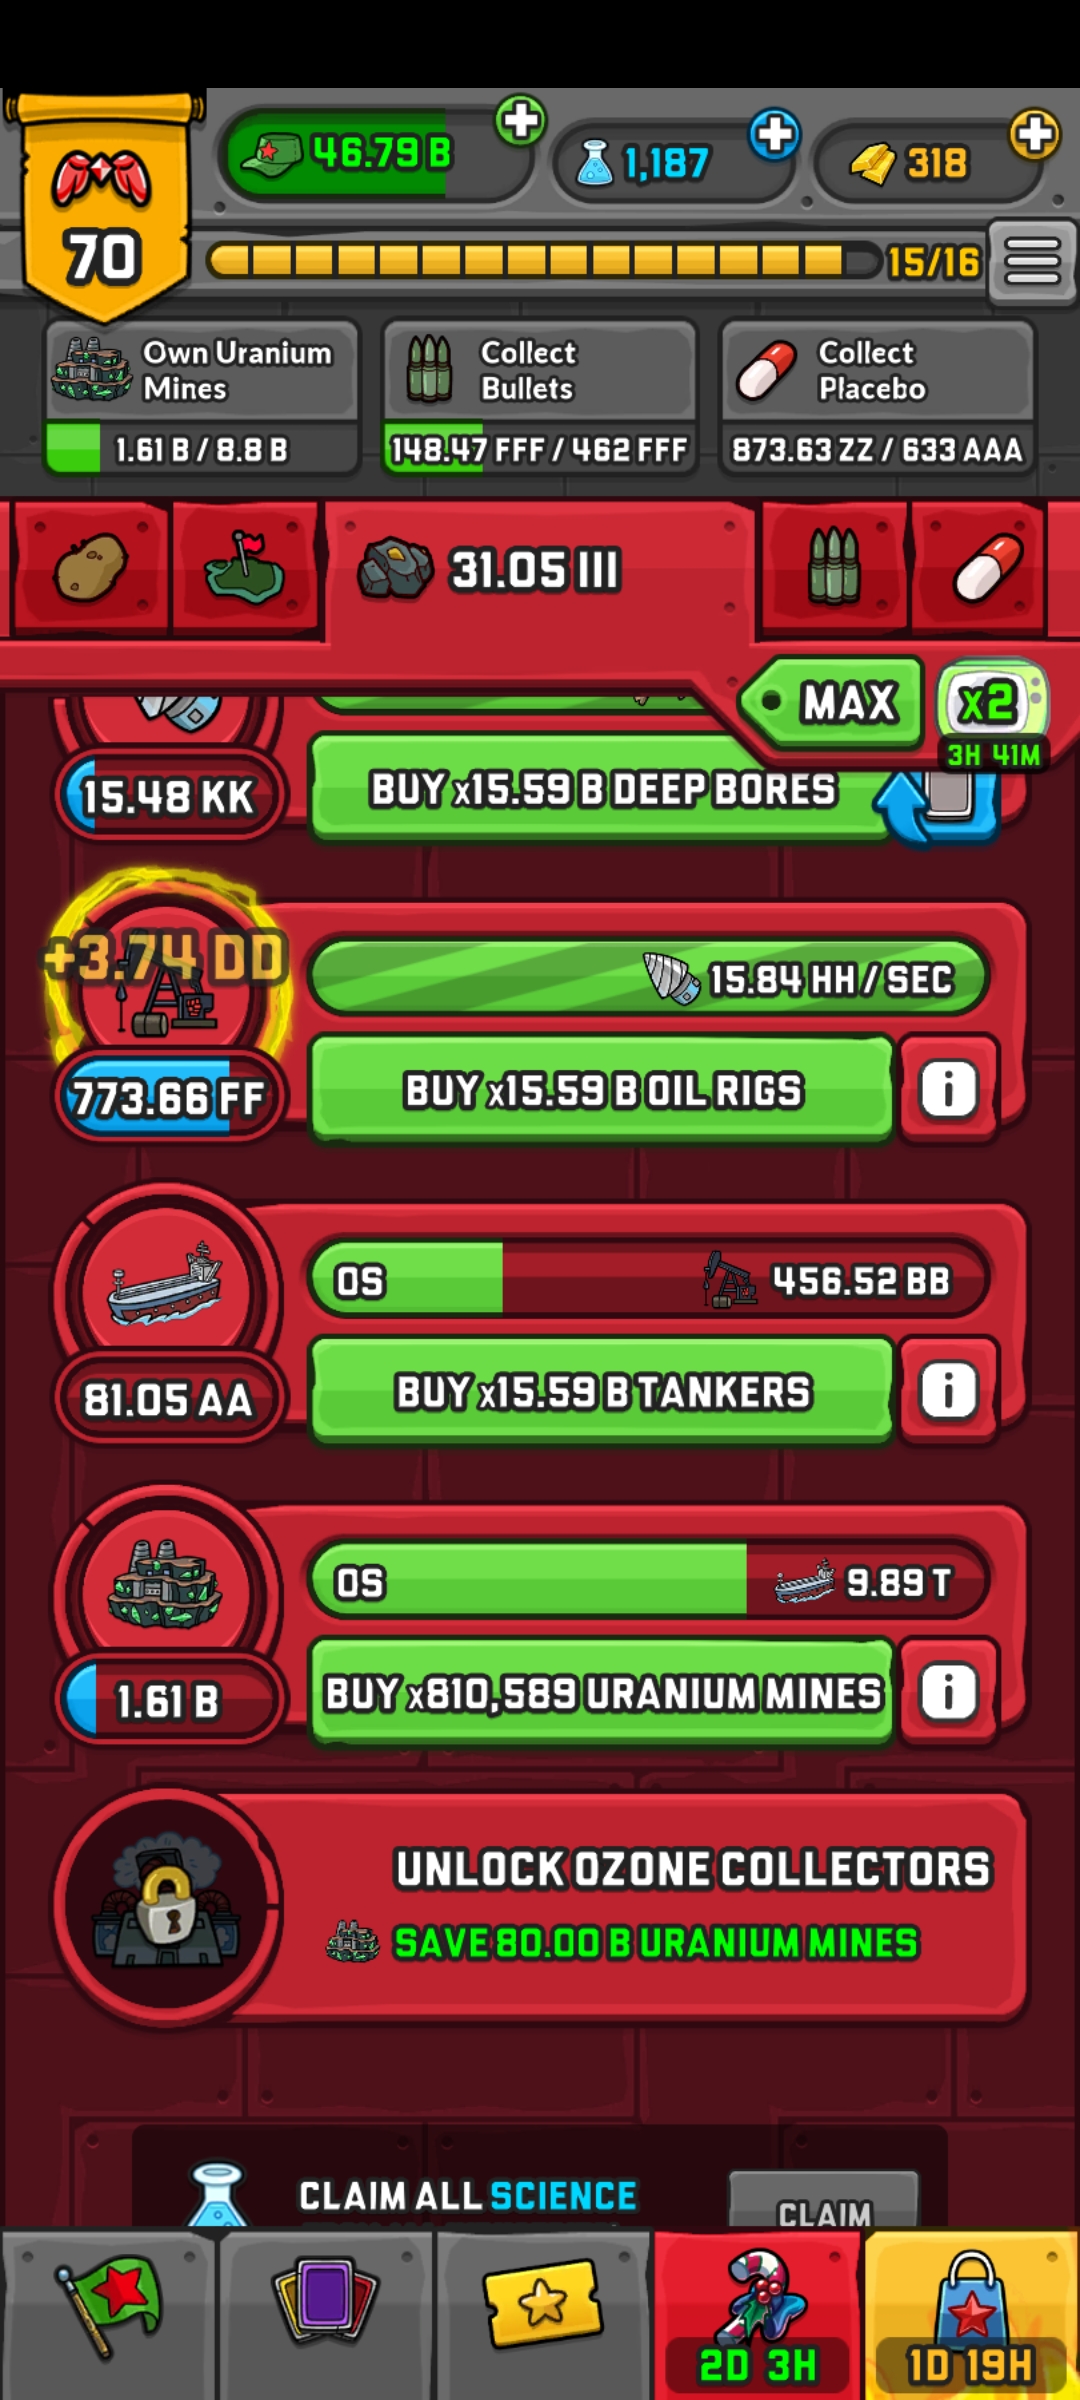 46.79 B
1,187
318
70
15/16
Own Uranium
Mines
1.61 B / 8.8 B
Collect
Bullets
148.47 FFF / 462 FFF
Collect
Placebo
873.63 ZZ / 633 AAA
31.05 III
MAX
x2
3H 41M
15.48 KK
BUY x15.59 B DEEP BORES
+3.74 DD
15.84 HH / SEC
773.66 FF
BUY x15.59 B OIL RIGS
i
0S
456.52 BB
81.05 AA
BUY x15.59 B TANKERS
i
0S
9.89 T
1.61 B
BUY x810,589 URANIUM MINES
i
UNLOCK OZONE COLLECTORS
SAVE 80.00 B URANIUM MINES
CLAIM ALL SCIENCE
CLAIM
2D 3H
1D 19H